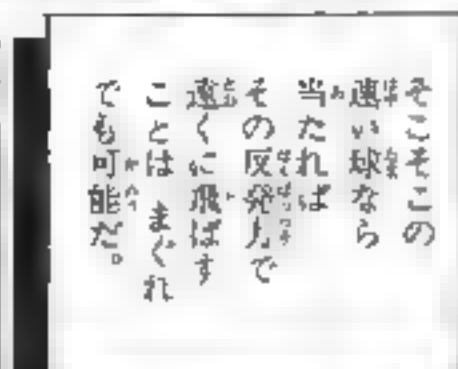 そこそこの
速い球なら
当たれば
その反発力で
遠くに飛ばす
ことは まぐれ
でも可能だ。